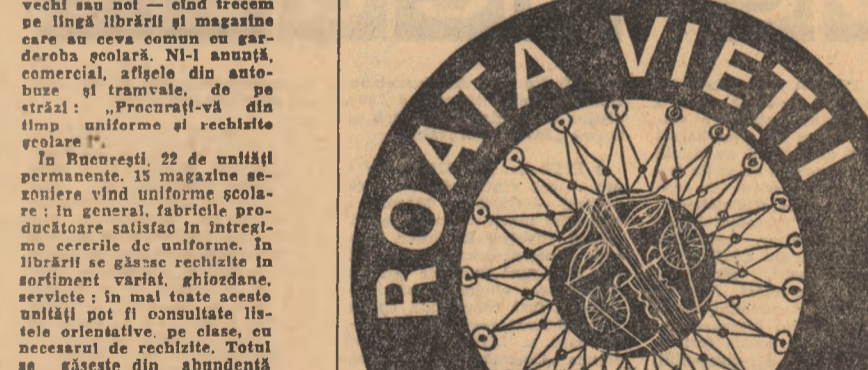 vechi sau noi — cînd trecem
pe lîngă librării și magazine
care au ceva comun cu gar-
deroba școlară. Ni-l anunță,
comercial, afișele din auto-
buze și tramvaie, de pe
străzi : „Procurați-vă din
timp uniforme și rechizite
școlare !”.
În București, 22 de unități
permanente. 15 magazine se-
zoniere vind uniforme școla-
re ; în general, fabricile pro-
ducătoare satisfac în întregi-
me cererile de uniforme. În
librării se găsesc rechizite în
sortiment variat, ghiozdane,
serviete ; în mai toate aceste
unități pot fi consultate lis-
tele orientative, pe clase, cu
necesarul de rechizite. Totul
se găsește din abundență
ROATA VIEȚII